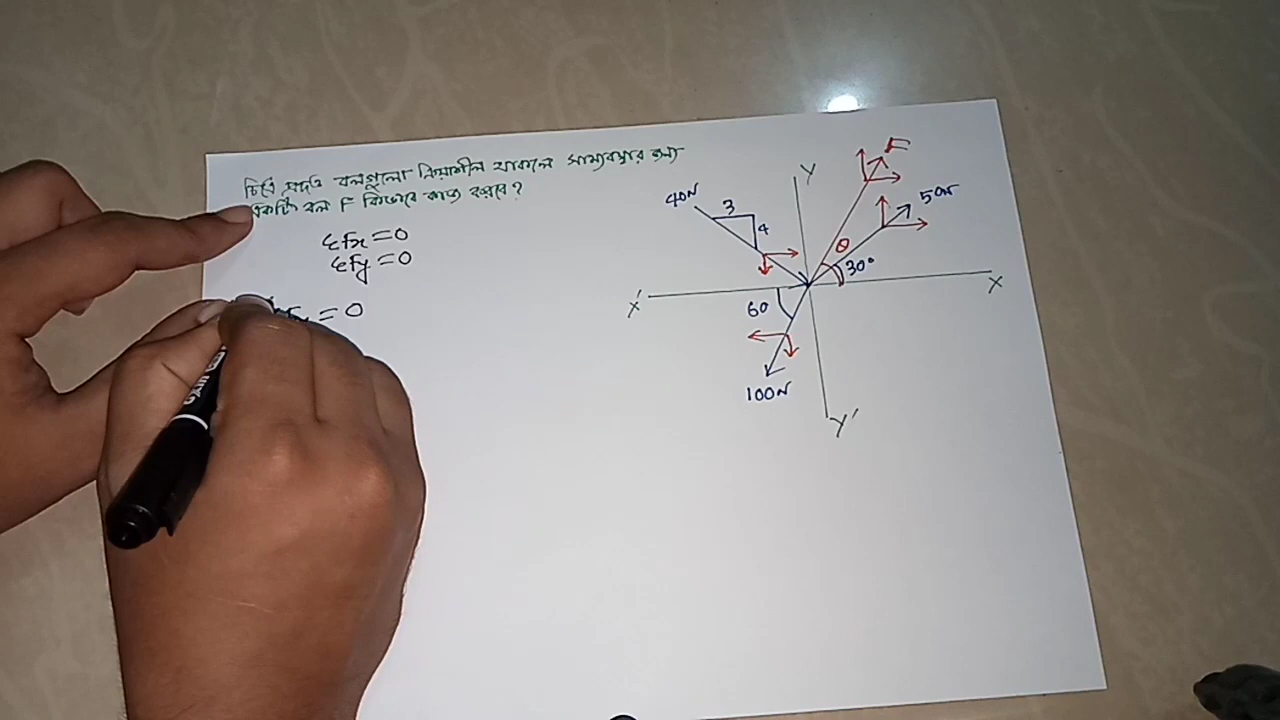 চিত্রে প্রদত্ত বলগুলো ক্রিয়াশীল থাকলে সাম্যবস্থার জন্য
একটি বল F কিভাবে কাজ করবে?
ΣFx = 0
ΣFy = 0
= 0
Y
F
40N
3
4
50N
θ
30°
X'
X
60
100N
Y'